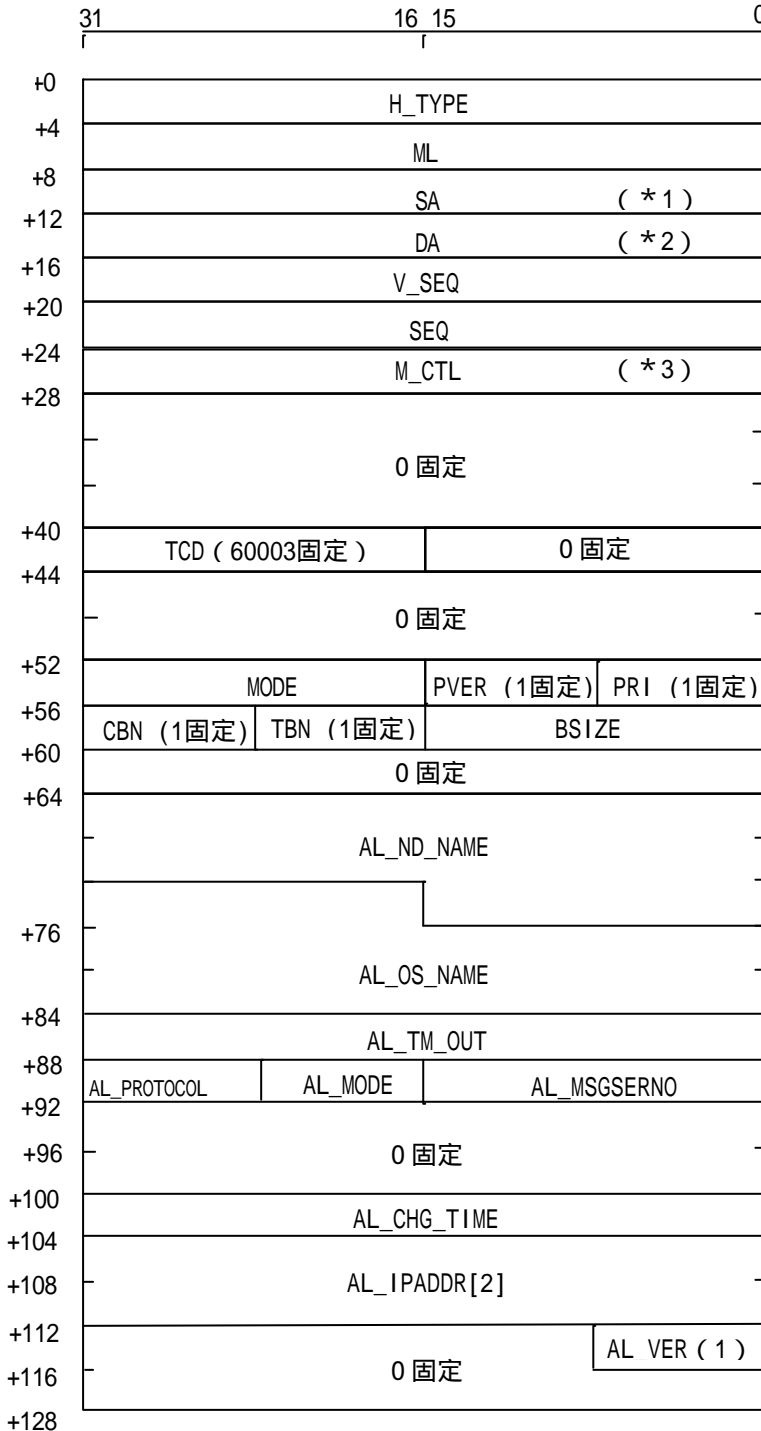 31 16 15 0
+0
H_TYPE
+4
ML
+8
SA (*1)
+12
DA (*2)
+16
V_SEQ
+20
SEQ
+24
M_CTL (*3)
+28
0固定
+40
TCD(60003固定) 0固定
+44
0固定
+52
MODE PVER (1固定) PRI (1固定)
+56
CBN (1固定) TBN (1固定) BSIZE
+60
0固定
+64
AL_ND_NAME
+76
AL_OS_NAME
+84
AL_TM_OUT
+88
AL_PROTOCOL AL_MODE AL_MSGSERNO
+92
+96 0固定
+100
AL_CHG_TIME
+104
+108 AL_IPADDR[2]
+112
AL VER(1)
+116 0固定
+128